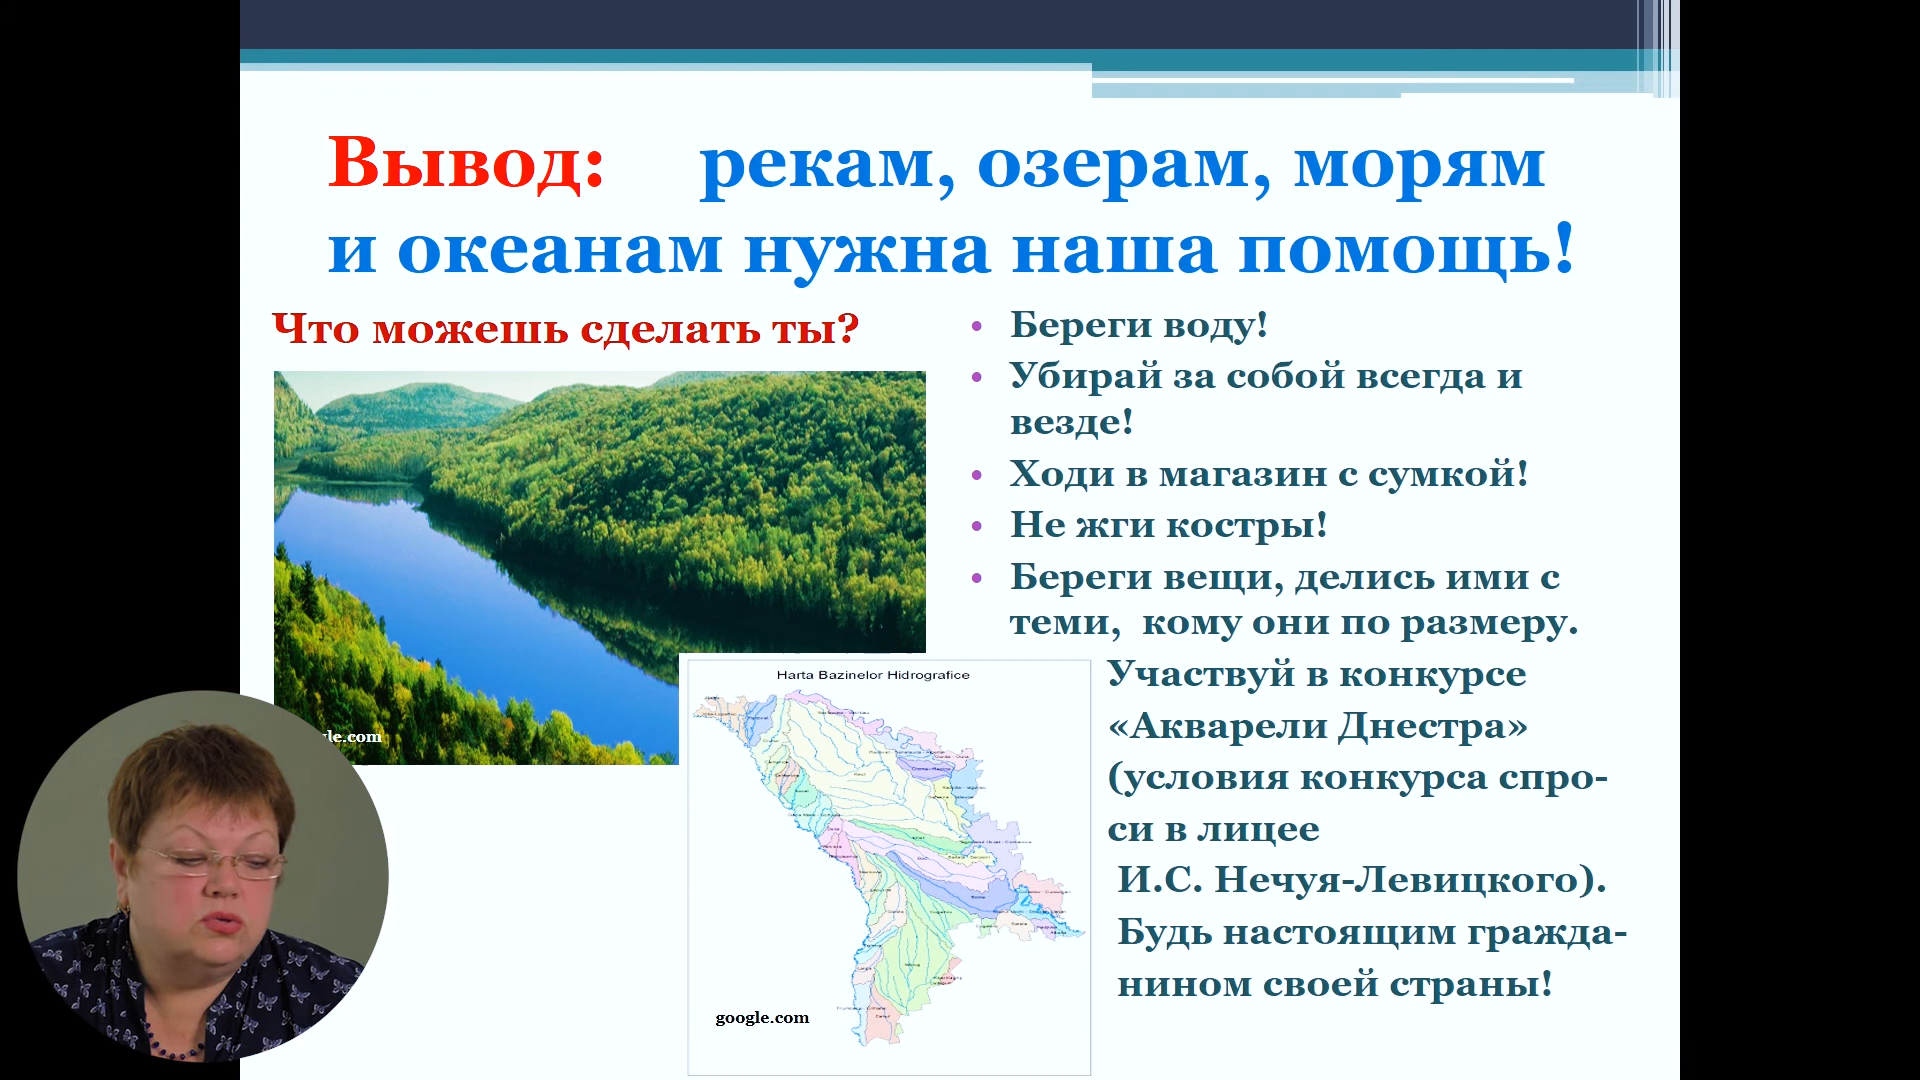 Вывод: рекам, озерам, морям
и океанам нужна наша помощь!
Что можешь сделать ты?
• Береги воду!
• Убирай за собой всегда и
везде!
• Ходи в магазин с сумкой!
• Не жги костры!
• Береги вещи, делись ими с
теми, кому они по размеру.
Участвуй в конкурсе
«Акварели Днестра»
(условия конкурса спро-
си в лицее
И.С. Нечуя-Левицкого).
Будь настоящим гражда-
нином своей страны!
gle.com
Harta Bazinelor Hidrografice
google.com